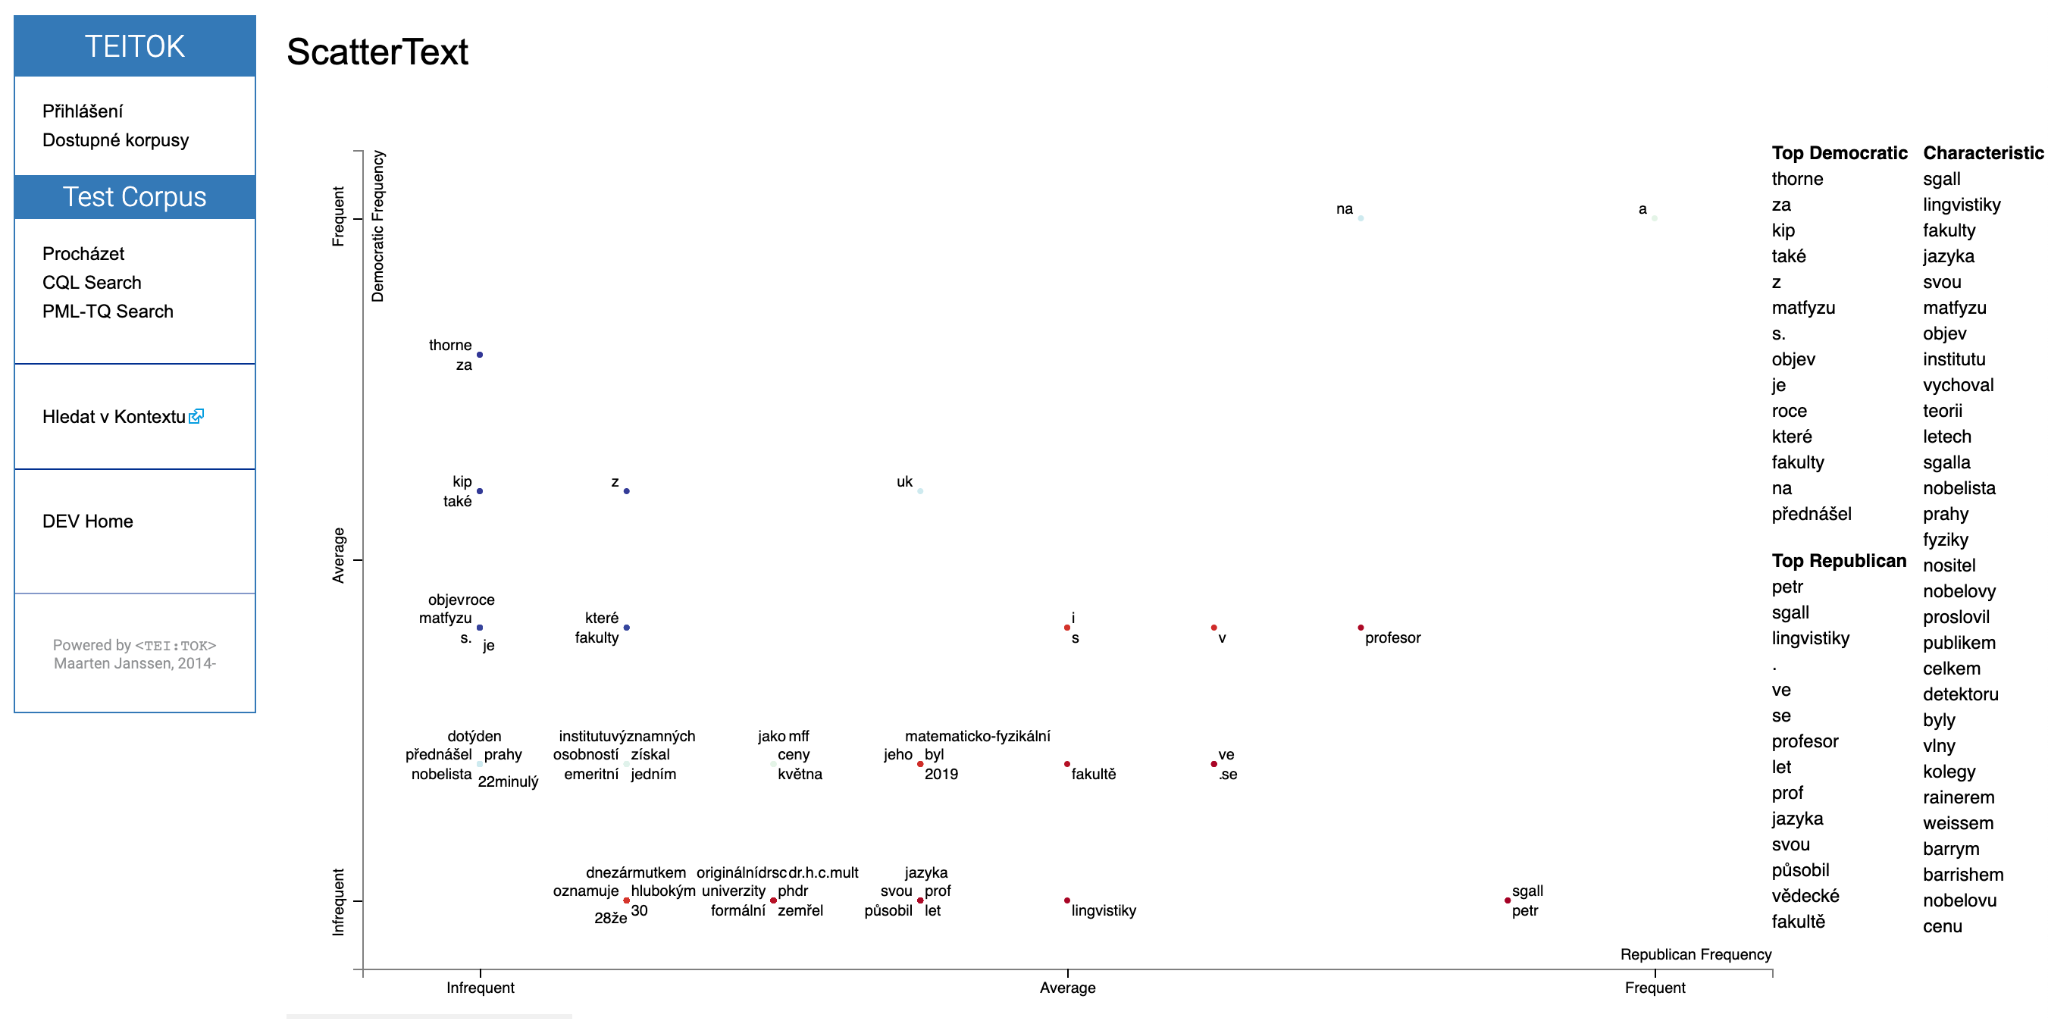 TEITOK
Přihlášení
Dostupné korpusy
Test Corpus
Procházet
CQL Search
PML-TQ Search
Hledat v Kontextu
DEV Home
Powered by <TEI:TOK>
Maarten Janssen, 2014-
ScatterText
Frequent
Average
Infrequent
Democratic Frequency
na
a
thorne
za
kip
také
z
uk
objevroce
matfyzu
s.
je
které
fakulty
i
s
v
profesor
dotýden
přednášel
prahy
nobelista
22minulý
institutuvýznamných
osobností
získal
emeritní
jedním
jako mff
ceny
května
matematicko-fyzikální
jeho
byl
2019
fakultě
ve
.se
dnezármutkem
oznamuje
hlubokým
30
28že
originálnídrscdr.h.c.mult
univerzity
phdr
formální
zemřel
jazyka
svou
prof
působil
let
lingvistiky
sgall
petr
Republican Frequency
Infrequent
Average
Frequent
Top Democratic
thorne
za
kip
také
z
matfyzu
s.
objev
je
roce
které
fakulty
na
přednášel
Top Republican
petr
sgall
lingvistiky
.
ve
se
profesor
let
prof
jazyka
svou
působil
vědecké
fakultě
Characteristic
sgall
lingvistiky
fakulty
jazyka
svou
matfyzu
objev
institutu
vychoval
teorii
letech
sgalla
nobelista
prahy
fyziky
nositel
nobelovy
proslovil
publikem
celkem
detektoru
byly
vlny
kolegy
rainerem
weissem
barrym
barrishem
nobelovu
cenu